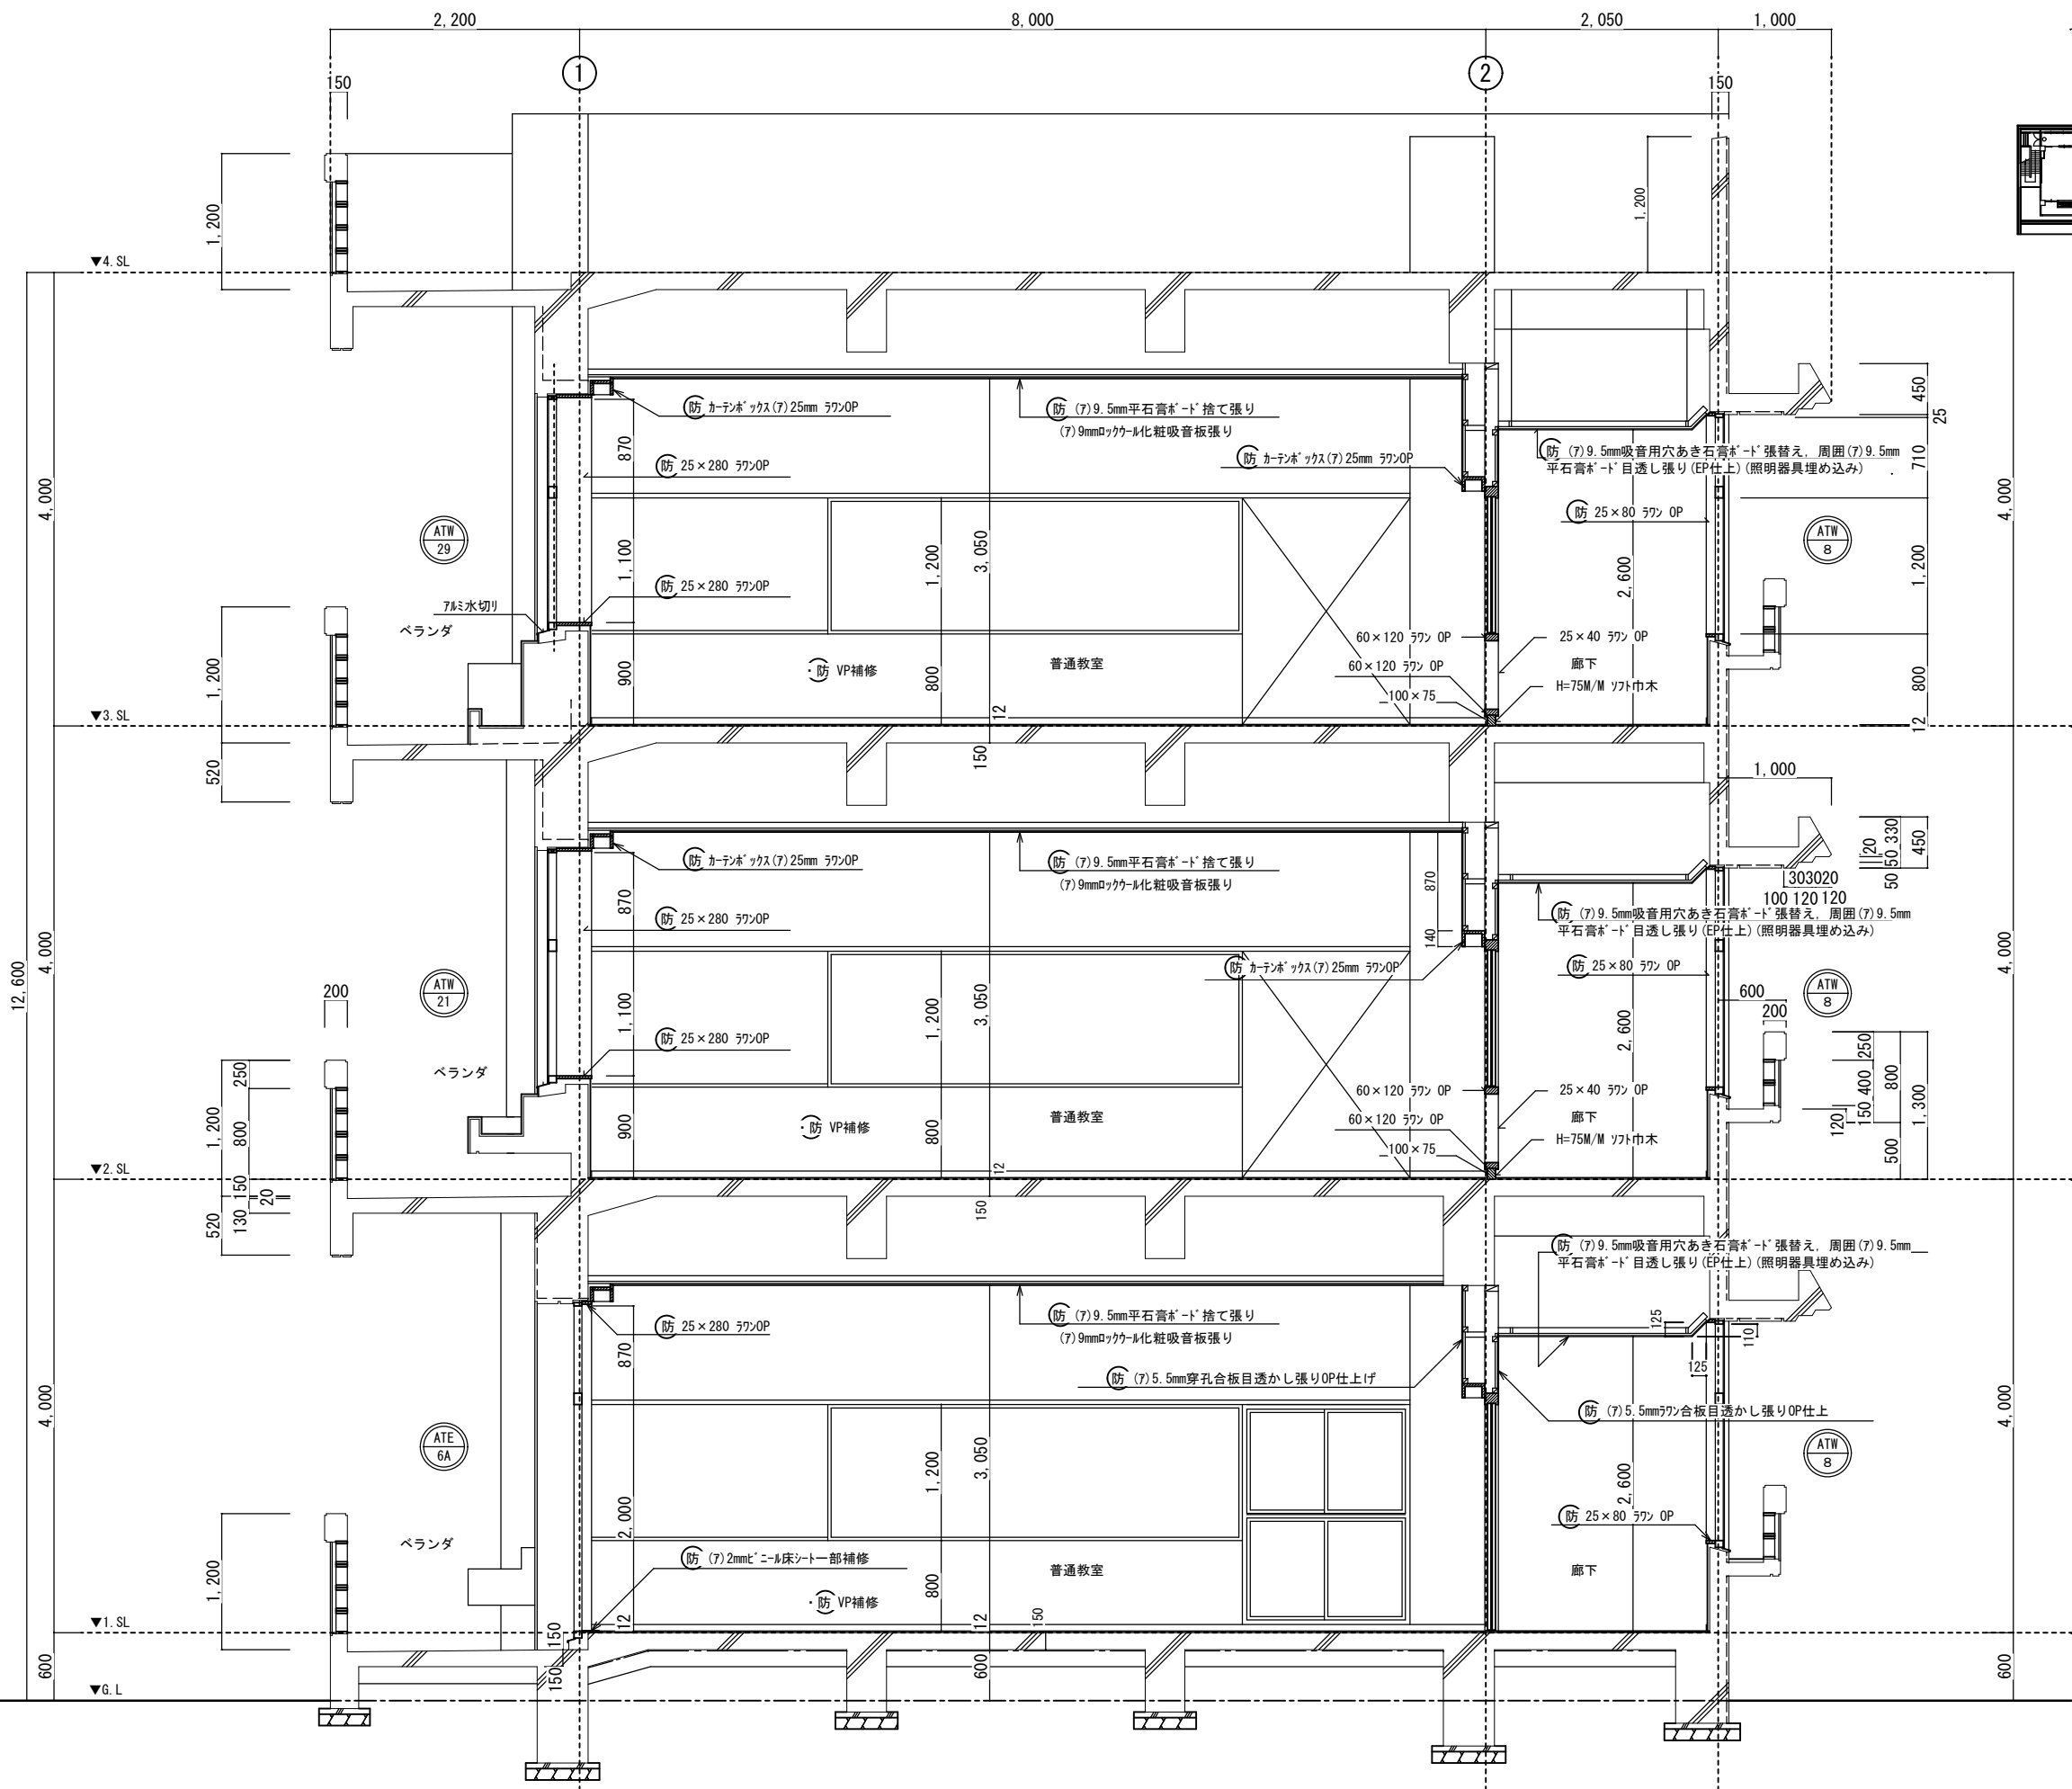 2,200
8,000
2,050
1,000
1
2
150
150
1,200
1,200
▼4.SL
防 カーテンボックス(ア)25mm ラワンOP
防 (ア)9.5mm平石膏ボード捨て張り
(ア)9mmロックウール化粧吸音板張り
870
防 25×280 ラワンOP
防 カーテンボックス(ア)25mm ラワンOP
防 (ア)9.5mm吸音用穴あき石膏ボード張替え, 周囲(ア)9.5mm
平石膏ボード目透し張り(EP仕上)(照明器具埋め込み)
防 25×80 ラワン OP
450
25
710
4,000
4,000
ATW
29
ATW
8
1,100
1,200
3,050
2,600
1,200
防 25×280 ラワンOP
アルミ水切り
ベランダ
1,200
60×120 ラワン OP
25×40 ラワン OP
60×120 ラワン OP
廊下
普通教室
・防 VP補修
900
800
100×75
H=75M/M ソフト巾木
800
12
12
▼3.SL
520
150
1,000
防 カーテンボックス(ア)25mm ラワンOP
防 (ア)9.5mm平石膏ボード捨て張り
(ア)9mmロックウール化粧吸音板張り
870
870
140
防 25×280 ラワンOP
防 (ア)9.5mm吸音用穴あき石膏ボード張替え, 周囲(ア)9.5mm
平石膏ボード目透し張り(EP仕上)(照明器具埋め込み)
20
50 330
50
450
303020
100 120 120
防 カーテンボックス(ア)25mm ラワンOP
防 25×80 ラワン OP
12,600
4,000
4,000
200
ATW
21
ATW
8
600
200
1,100
1,200
3,050
2,600
防 25×280 ラワンOP
ベランダ
250
1,200
800
60×120 ラワン OP
25×40 ラワン OP
60×120 ラワン OP
廊下
普通教室
・防 VP補修
900
800
100×75
H=75M/M ソフト巾木
250
400
150
120
800
1,300
500
12
▼2.SL
150
20
130
520
150
防 (ア)9.5mm吸音用穴あき石膏ボード張替え, 周囲(ア)9.5mm
平石膏ボード目透し張り(EP仕上)(照明器具埋め込み)
防 (ア)9.5mm平石膏ボード捨て張り
(ア)9mmロックウール化粧吸音板張り
防 25×280 ラワンOP
870
125
110
125
防 (ア)5.5mm穿孔合板目透かし張りOP仕上げ
防 (ア)5.5mmラワン合板目透かし張りOP仕上
4,000
4,000
ATE
6A
ATW
8
2,000
1,200
3,050
2,600
防 25×80 ラワン OP
ベランダ
1,200
防 (ア)2mmビニール床シート一部補修
普通教室
廊下
・防 VP補修
800
12
12
150
150
▼1.SL
150
600
600
600
▼G.L